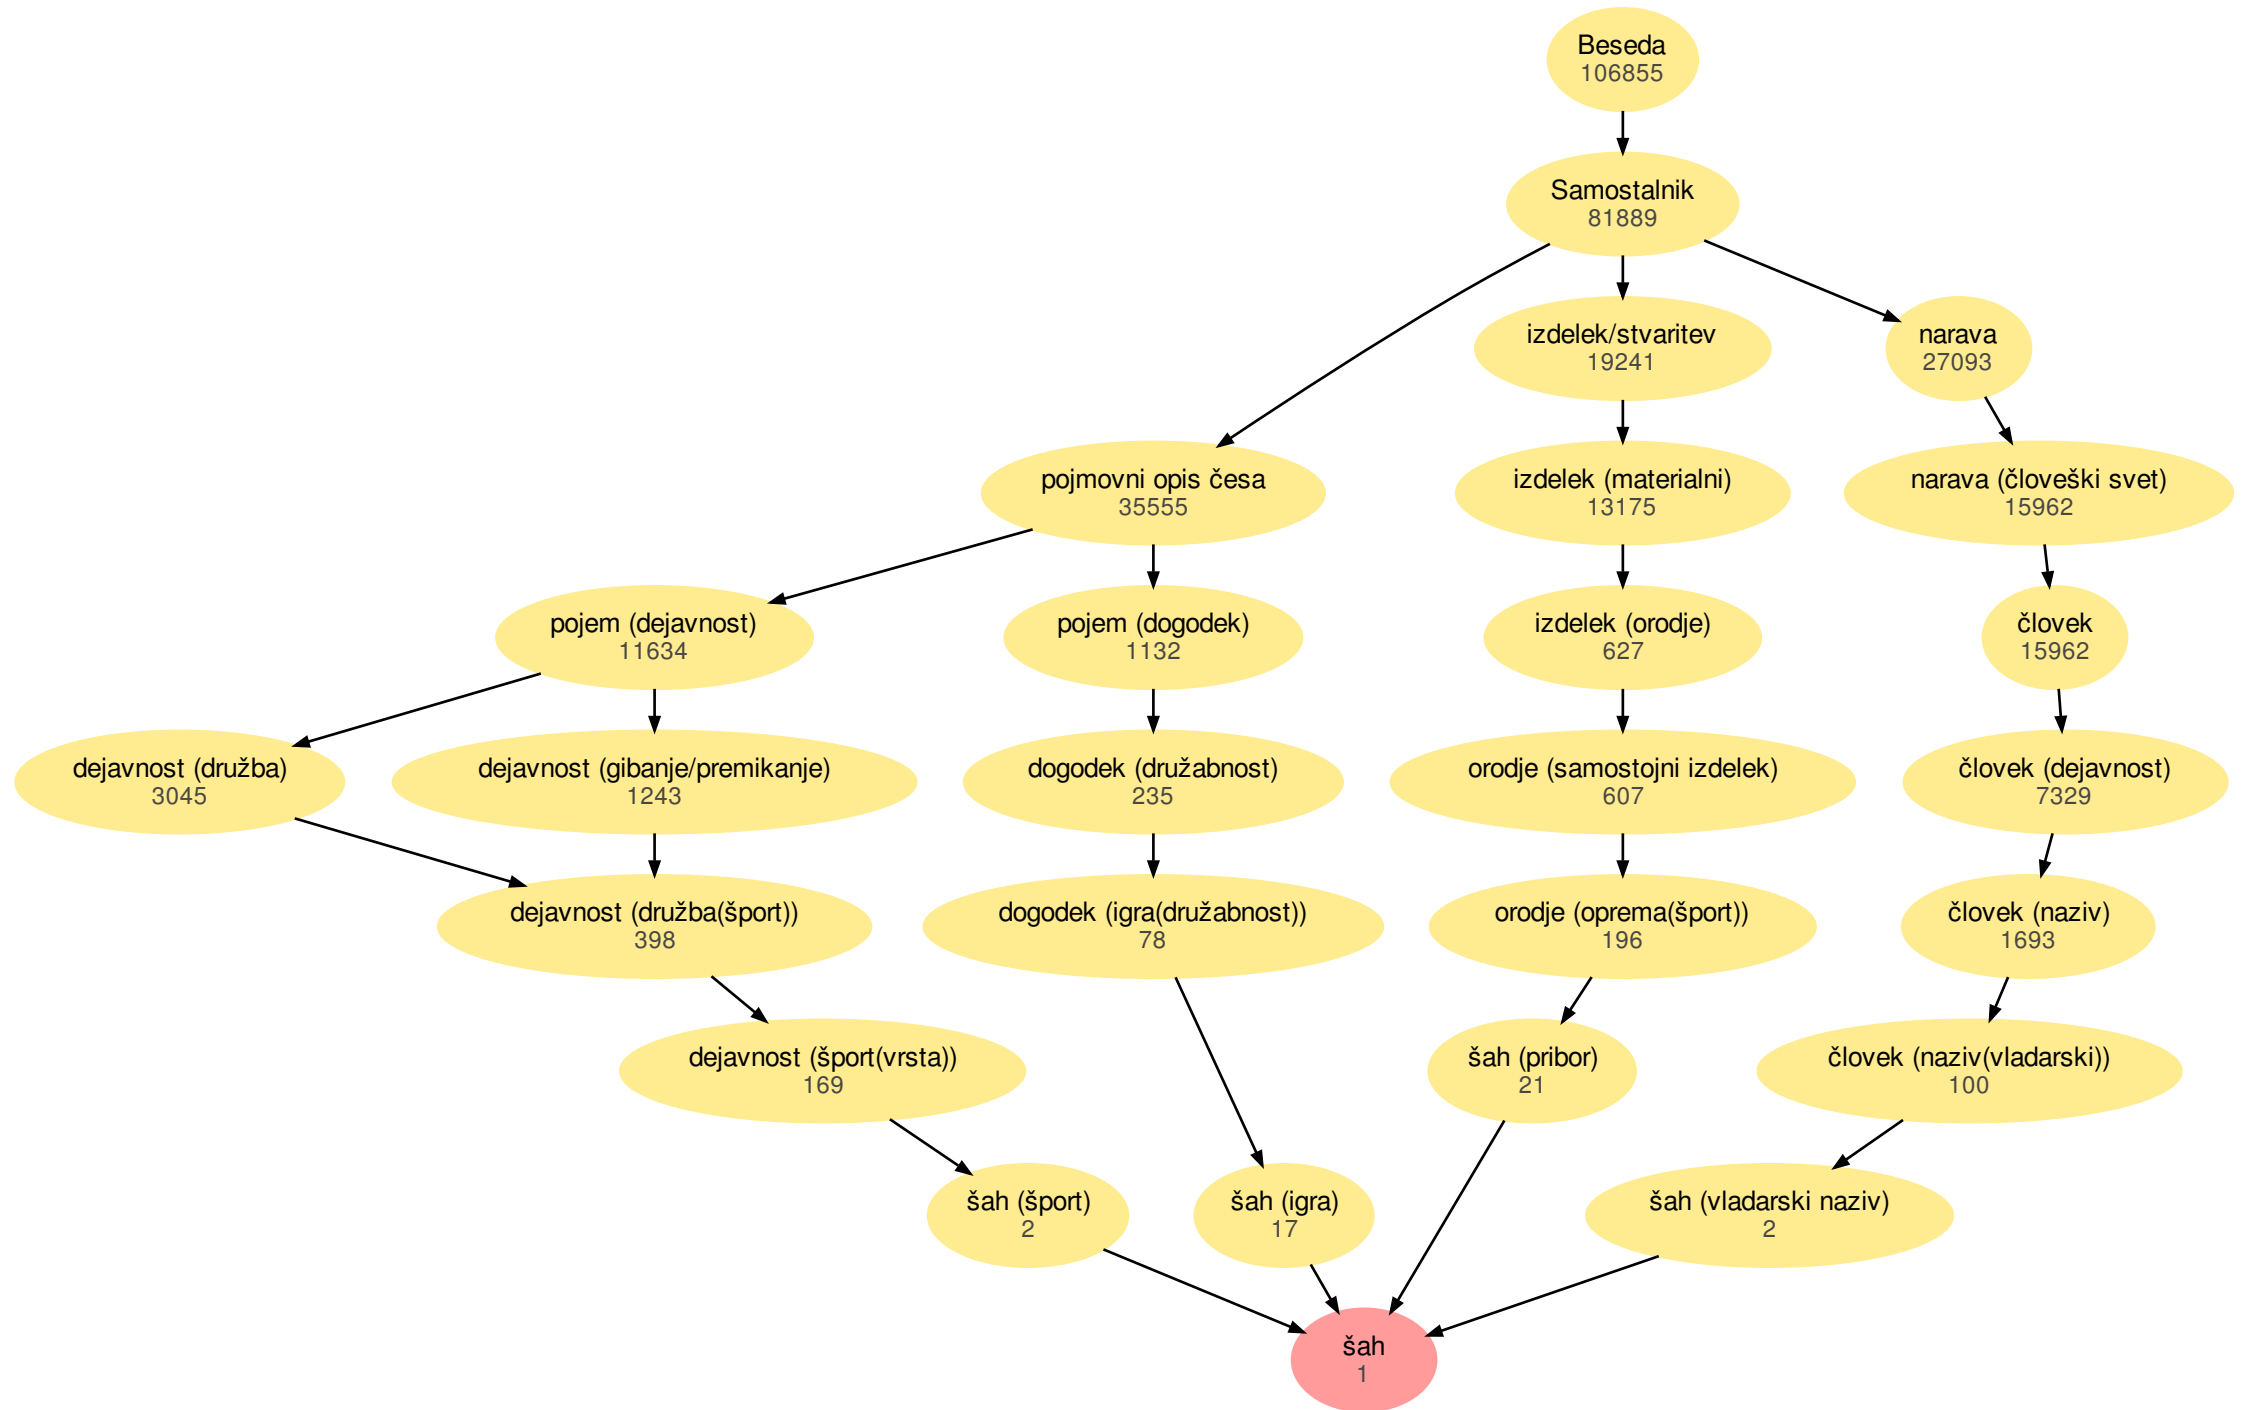 Beseda
106855
Samostalnik
81889
izdelek/stvaritev
19241
narava
27093
pojmovni opis česa
35555
izdelek (materialni)
13175
narava (človeški svet)
15962
pojem (dejavnost)
11634
pojem (dogodek)
1132
izdelek (orodje)
627
človek
15962
dejavnost (družba)
3045
dejavnost (gibanje/premikanje)
1243
dogodek (družabnost)
235
orodje (samostojni izdelek)
607
človek (dejavnost)
7329
dejavnost (družba(šport))
398
dogodek (igra(družabnost))
78
orodje (oprema(šport))
196
človek (naziv)
1693
dejavnost (šport(vrsta))
169
šah (pribor)
21
človek (naziv(vladarski))
100
šah (šport)
2
šah (igra)
17
šah (vladarski naziv)
2
šah
1